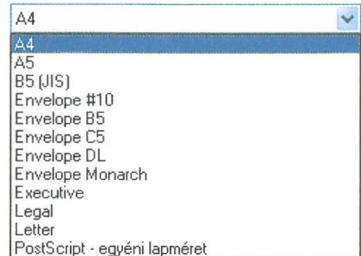 A4
A4
A5
B5 (JIS)
Envelope #10
Envelope B5
Envelope C5
Envelope DL
Envelope Monarch
Executive
Legal
Letter
PostScript - egyéni lapméret